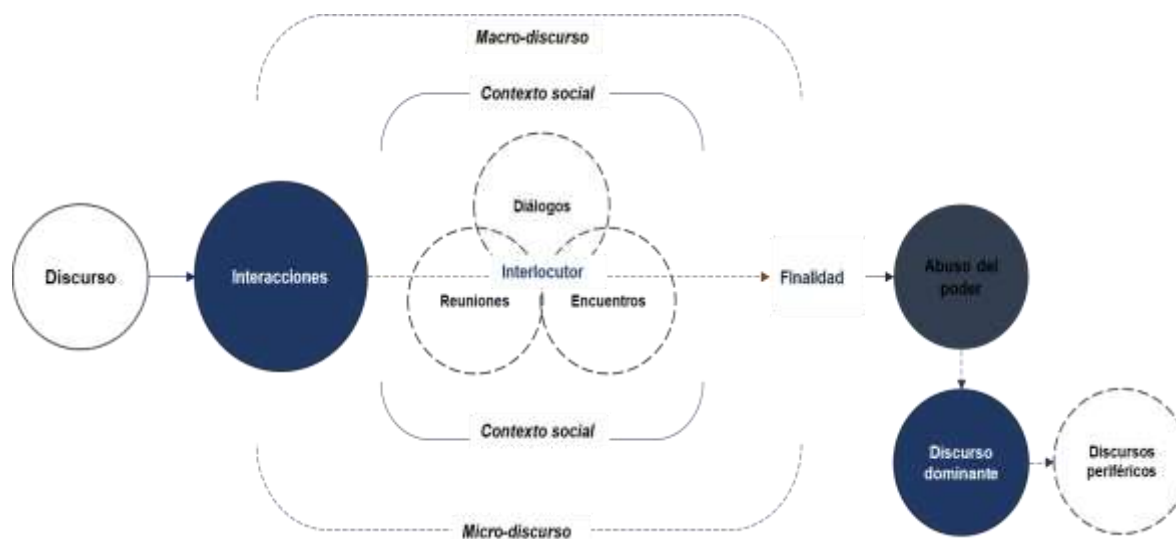 Macro-discurso
Contexto social
Diálogos
Discurso
Interacciones
Interlocutor
Finalidad
Abuso del
poder
Reuniones
Encuentros
Contexto social
Discurso
dominante
Discursos
periféricos
Micro-discurso